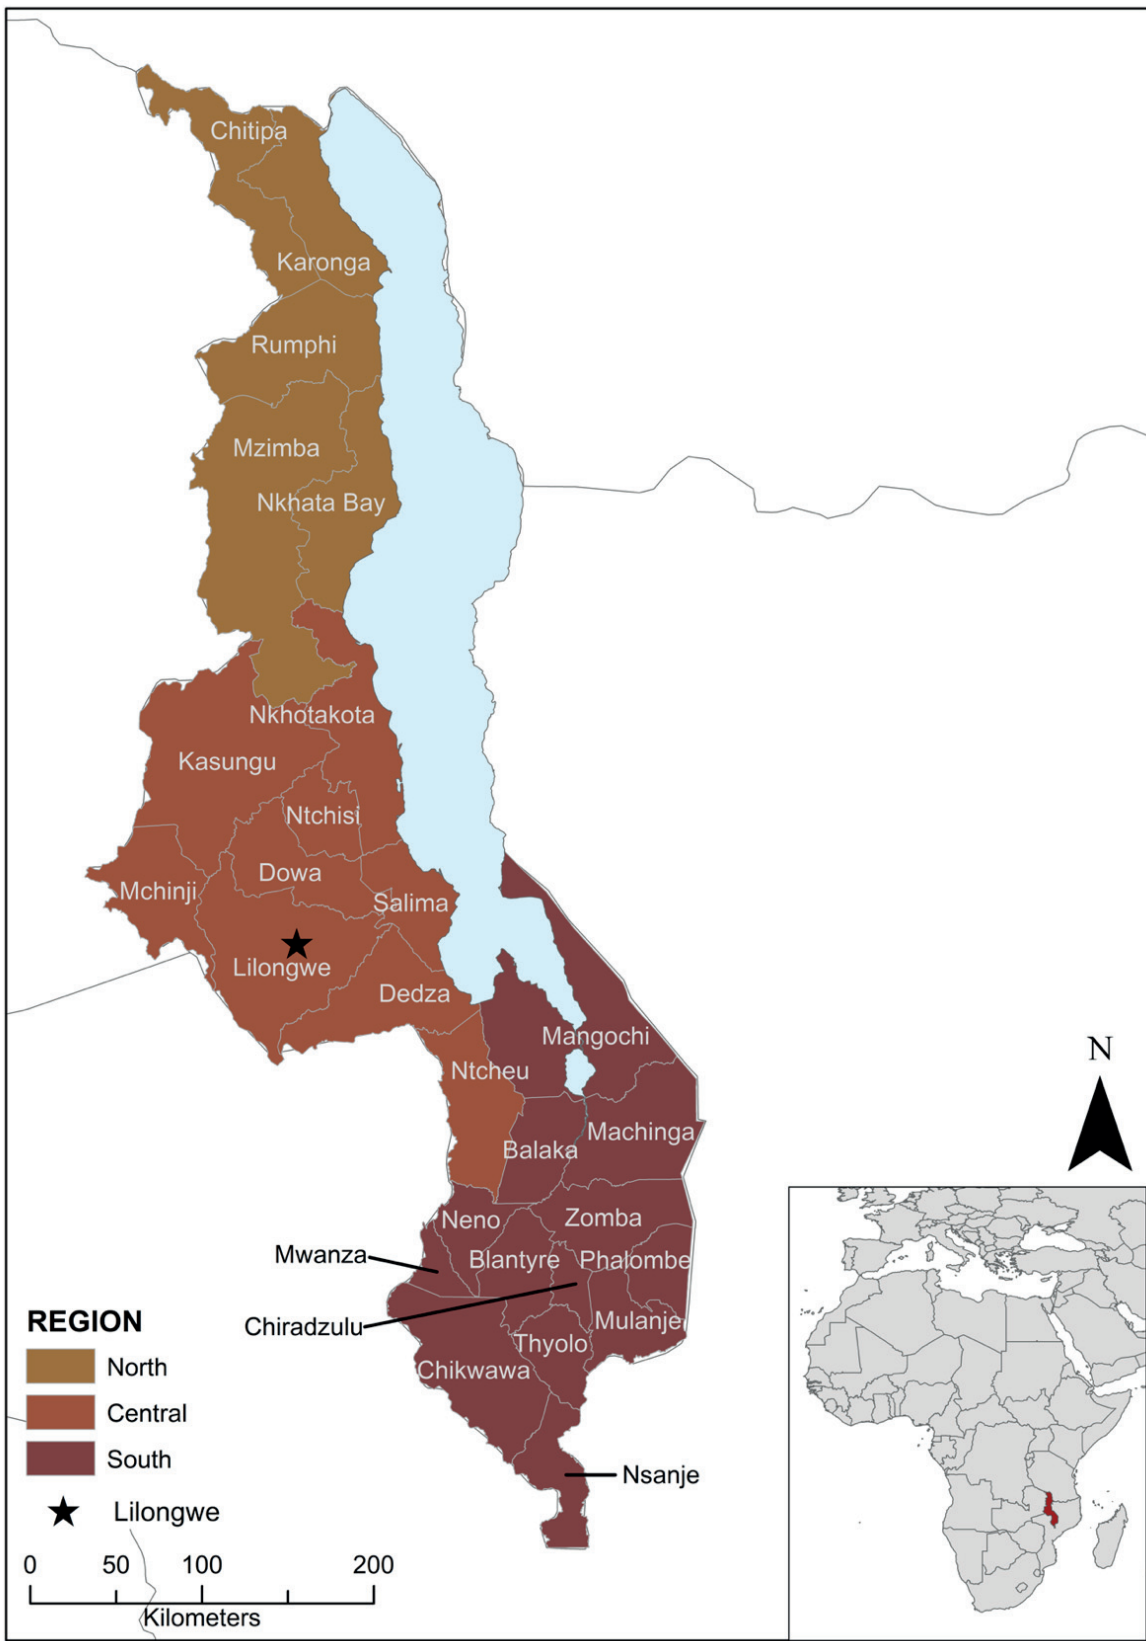 Chitipa
Karonga
Rumphi
Mzimba
Nkhata Bay
Nkhotakota
Kasungu
Ntchisi
Dowa
Mchinji
Salima
Lilongwe
Dedza
Mangochi
Ntcheu
Machinga
Balaka
Neno
Zomba
Mwanza
Blantyre
Phalombe
Chiradzulu
Mulanje
Thyolo
Chikwawa
Nsanje
N
REGION
North
Central
South
Lilongwe
0 50 100 200
Kilometers